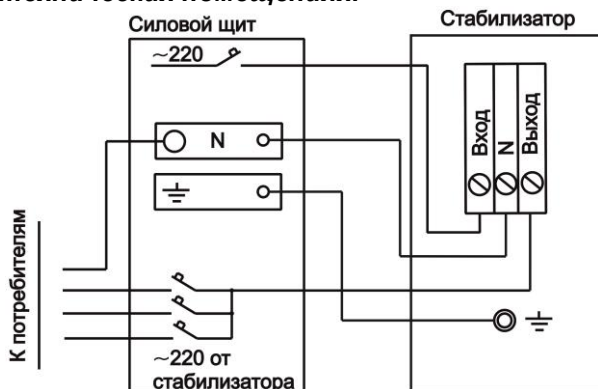 Силовой щит
Стабилизатор
~220
N
Вход
N
Выход
К потребителям
~220 от
стабилизатора